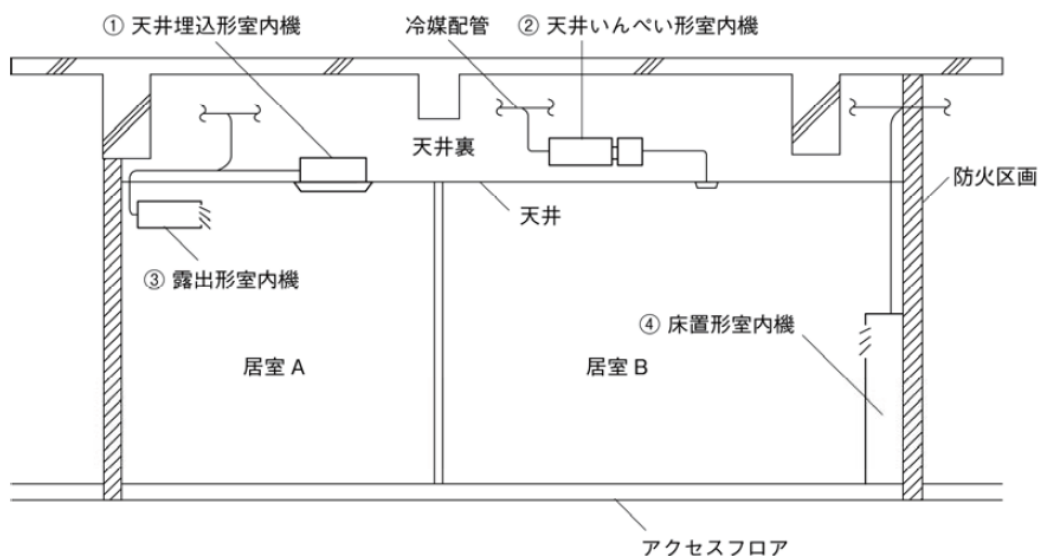 ① 天井埋込形室内機
冷媒配管
② 天井いんぺい形室内機
天井裏
防火区画
天井
③ 露出形室内機
④ 床置形室内機
居室 A
居室 B
アクセスフロア